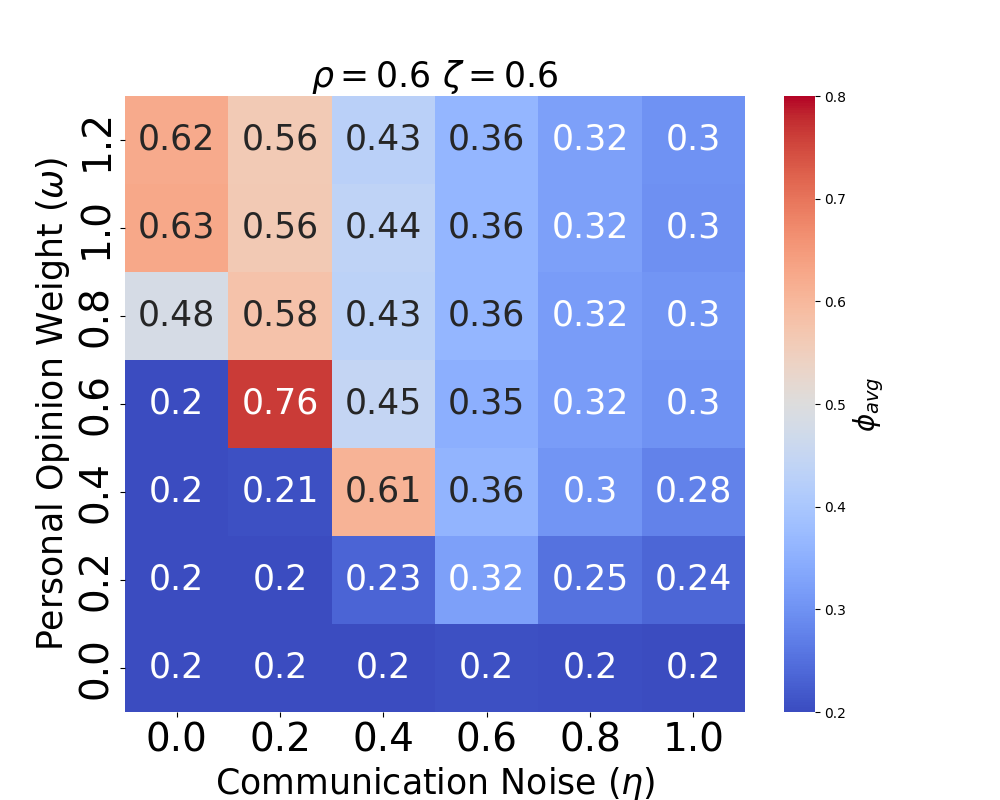 ρ = 0.6 ζ = 0.6
Personal Opinion Weight (ω)
1.2 0.62 0.56 0.43 0.36 0.32 0.3
1.0 0.63 0.56 0.44 0.36 0.32 0.3
0.8 0.48 0.58 0.43 0.36 0.32 0.3
0.6 0.2 0.76 0.45 0.35 0.32 0.3
0.4 0.2 0.21 0.61 0.36 0.3 0.28
0.2 0.2 0.2 0.23 0.32 0.25 0.24
0.0 0.2 0.2 0.2 0.2 0.2 0.2
0.0 0.2 0.4 0.6 0.8 1.0
Communication Noise (η)
0.8
0.7
0.6
0.5
0.4
0.3
0.2
ϕavg